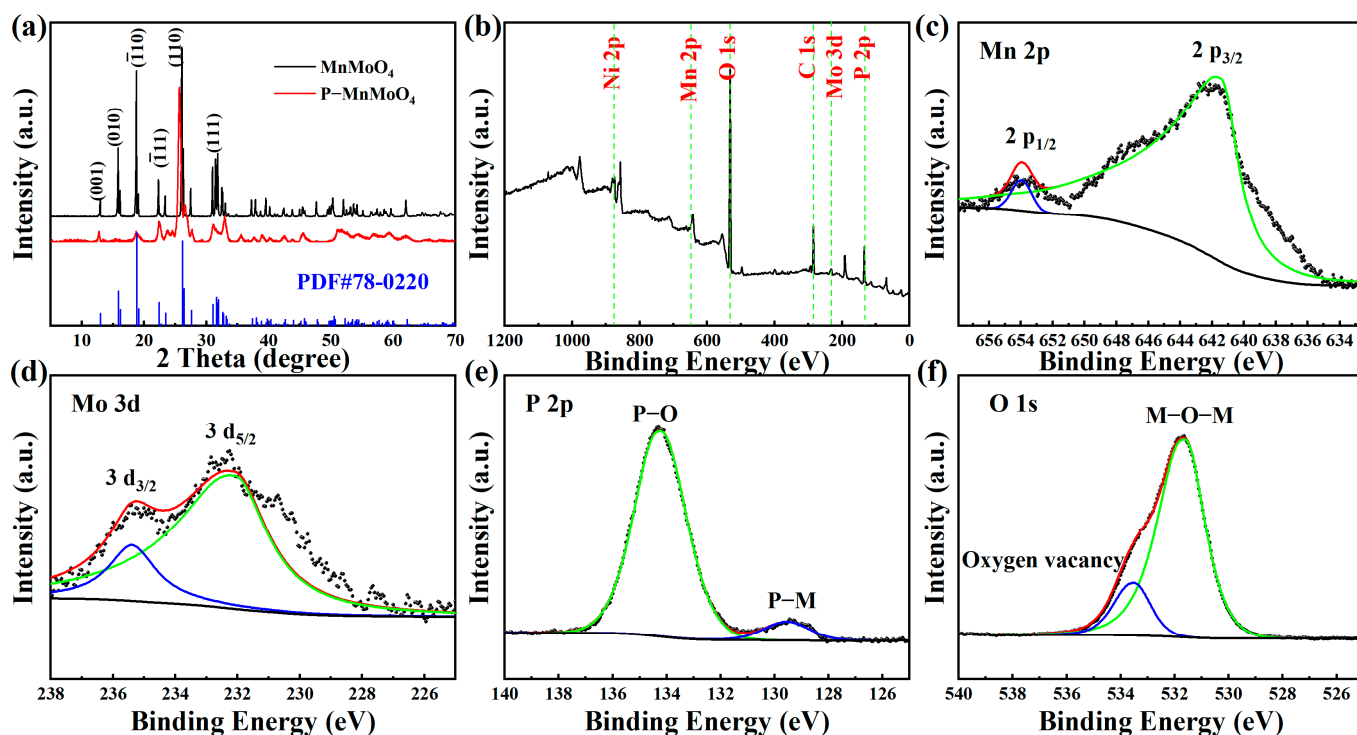 (a)
Intensity (a.u.)
(001)
(010)
(1̅10)
(1̅11)
(110)
(111)
MnMoO₄
P−MnMoO₄
PDF#78-0220
10 20 30 40 50 60 70
2 Theta (degree)
(b)
Intensity (a.u.)
Ni 2p
Mn 2p
O 1s
C 1s
Mo 3d
P 2p
1200 1000 800 600 400 200 0
Binding Energy (eV)
(c)
Mn 2p
Intensity (a.u.)
2 p₁/₂
2 p₃/₂
656 654 652 650 648 646 644 642 640 638 636 634
Binding Energy (eV)
(d)
Mo 3d
Intensity (a.u.)
3 d₃/₂
3 d₅/₂
238 236 234 232 230 228 226
Binding Energy (eV)
(e)
P 2p
Intensity (a.u.)
P−O
P−M
140 138 136 134 132 130 128 126
Binding Energy (eV)
(f)
O 1s
Intensity (a.u.)
M−O−M
Oxygen vacancy
540 538 536 534 532 530 528 526
Binding Energy (eV)